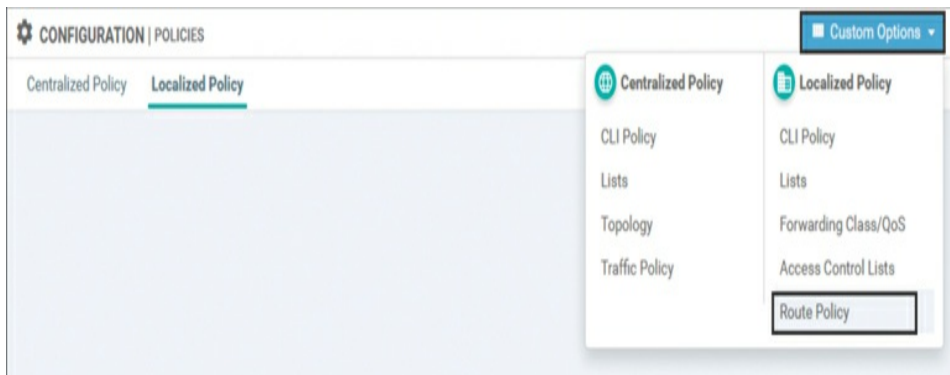 CONFIGURATION | POLICIES
Custom Options
Centralized Policy
Localized Policy
Centralized Policy
CLI Policy
Lists
Topology
Traffic Policy
Localized Policy
CLI Policy
Lists
Forwarding Class/QoS
Access Control Lists
Route Policy